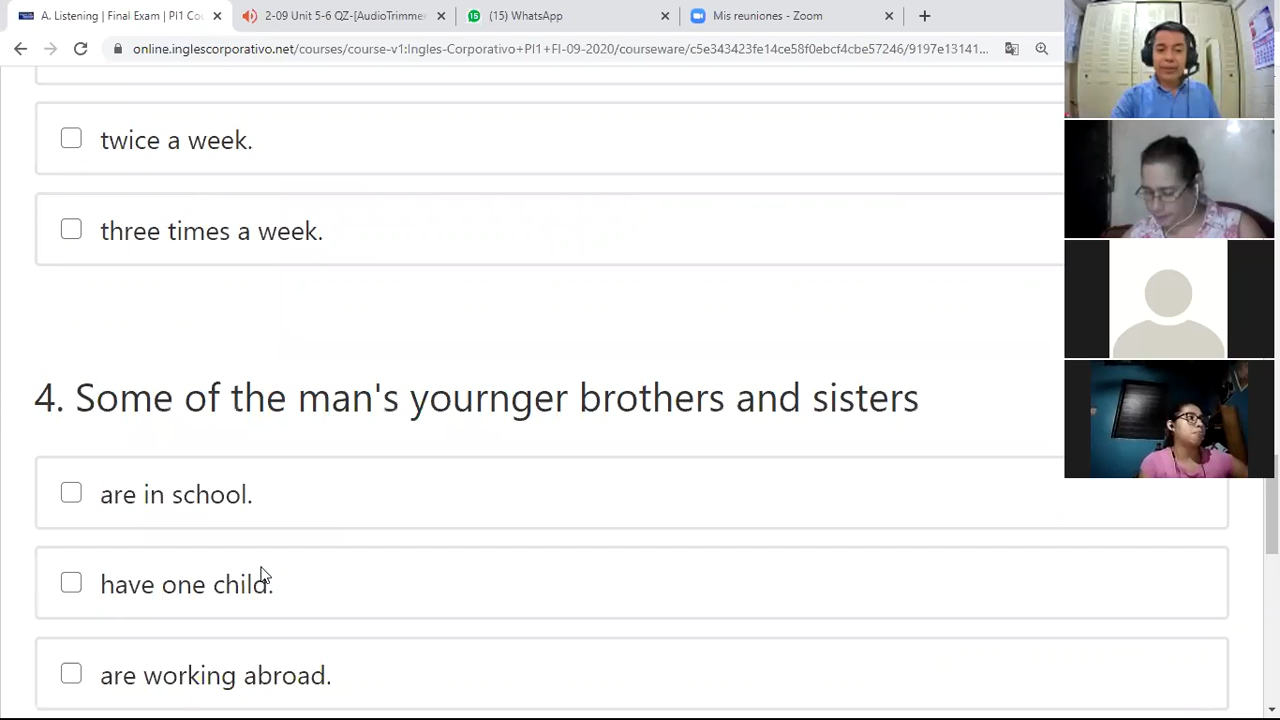 A. Listening | Final Exam | PI1 Cou
2-09 Unit 5-6 QZ-[AudioTrimme
(15) WhatsApp
Mis reuniones - Zoom
online.inglescorporativo.net/courses/course-v1:Ingles-Corporativo+PI1+FI-09-2020/courseware/c5e343423fe14ce58f0ebcf4cbe57246/9c97e13141...
twice a week.
three times a week.
4. Some of the man's yournger brothers and sisters
are in school.
have one child.
are working abroad.